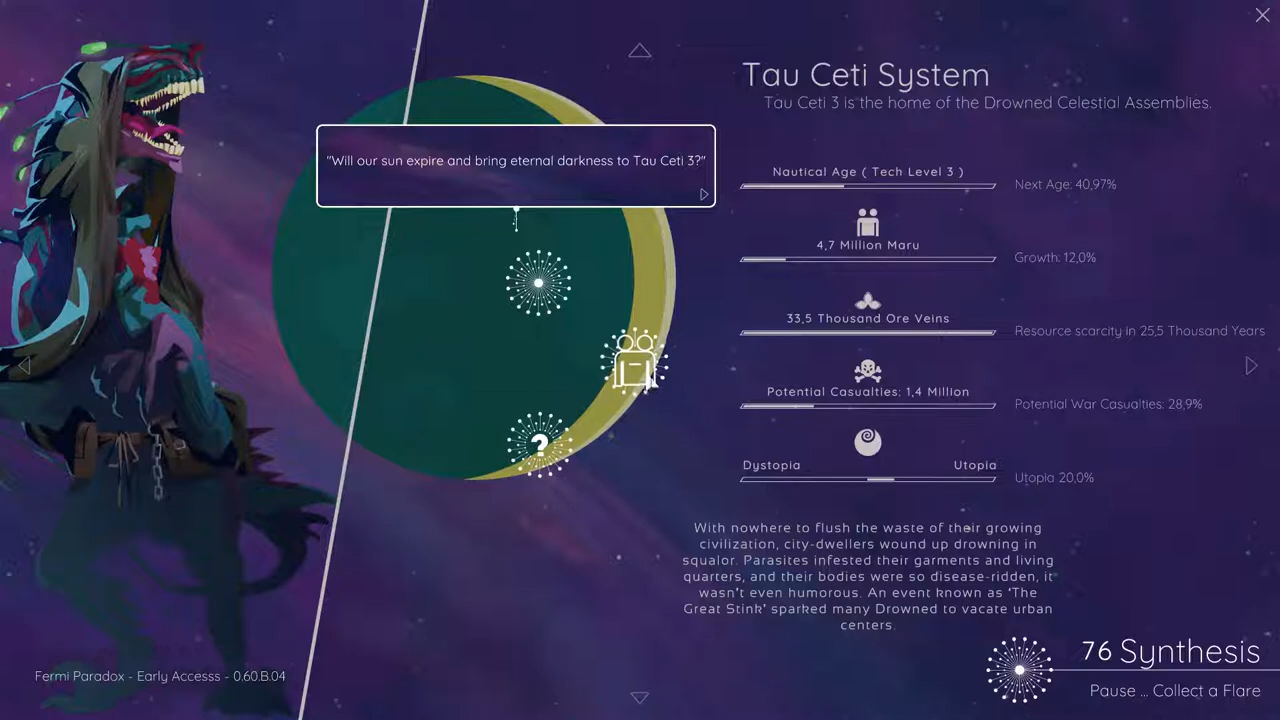 Tau Ceti System
Tau Ceti 3 is the home of the Drowned Celestial Assemblies.
"Will our sun expire and bring eternal darkness to Tau Ceti 3?"
Nautical Age ( Tech Level 3 )
Next Age: 40,97%
4,7 Million Maru
Growth: 12,0%
33,5 Thousand Ore Veins
Resource scarcity in 25,5 Thousand Years
Potential Casualties: 1,4 Million
Potential War Casualties: 28,9%
Dystopia
Utopia
Utopia 20,0%
?
With nowhere to flush the waste of their growing
civilization, city-dwellers wound up drowning in
squalor. Parasites infested their garments and living
quarters, and their bodies were so disease-ridden, it
wasn't even humorous. An event known as 'The
Great Stink' sparked many Drowned to vacate urban
centers.
76 Synthesis
Pause ... Collect a Flare
Fermi Paradox - Early Accesss - 0.60.B.04